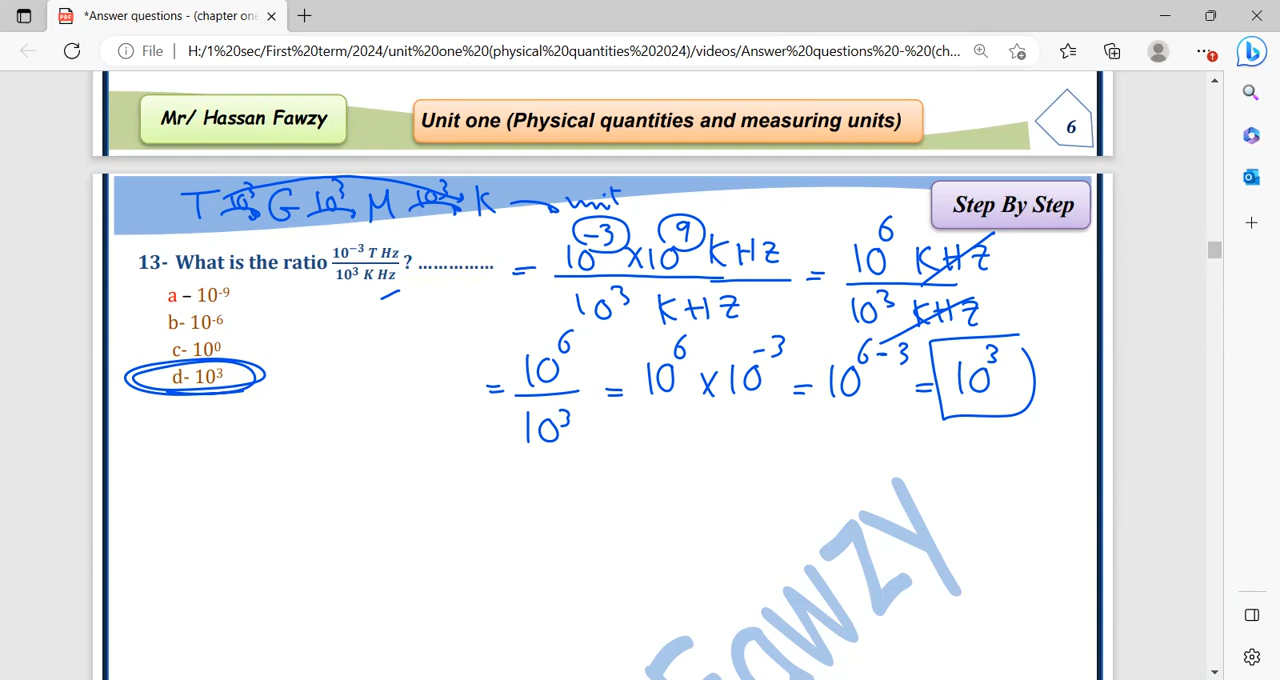 *Answer questions - (chapter one
File H:/1%20sec/First%20term/2024/unit%20one%20(physical%20quantities%202024)/videos/Answer%20questions%20-%20(ch...
Mr/ Hassan Fawzy
Unit one (Physical quantities and measuring units)
6
T 10³ G 10³ M 10³ K → unit
Step By Step
13- What is the ratio 10⁻³ T Hz / 10³ K Hz ? ...............
= 10⁻³ × 10⁹ KHZ / 10³ KHZ = 10⁶ KHZ / 10³ KHZ
a – 10⁻⁹
b- 10⁻⁶
c- 10⁰
d- 10³
= 10⁶ / 10³ = 10⁶ × 10⁻³ = 10⁶⁻³ = 10³
Fawzy